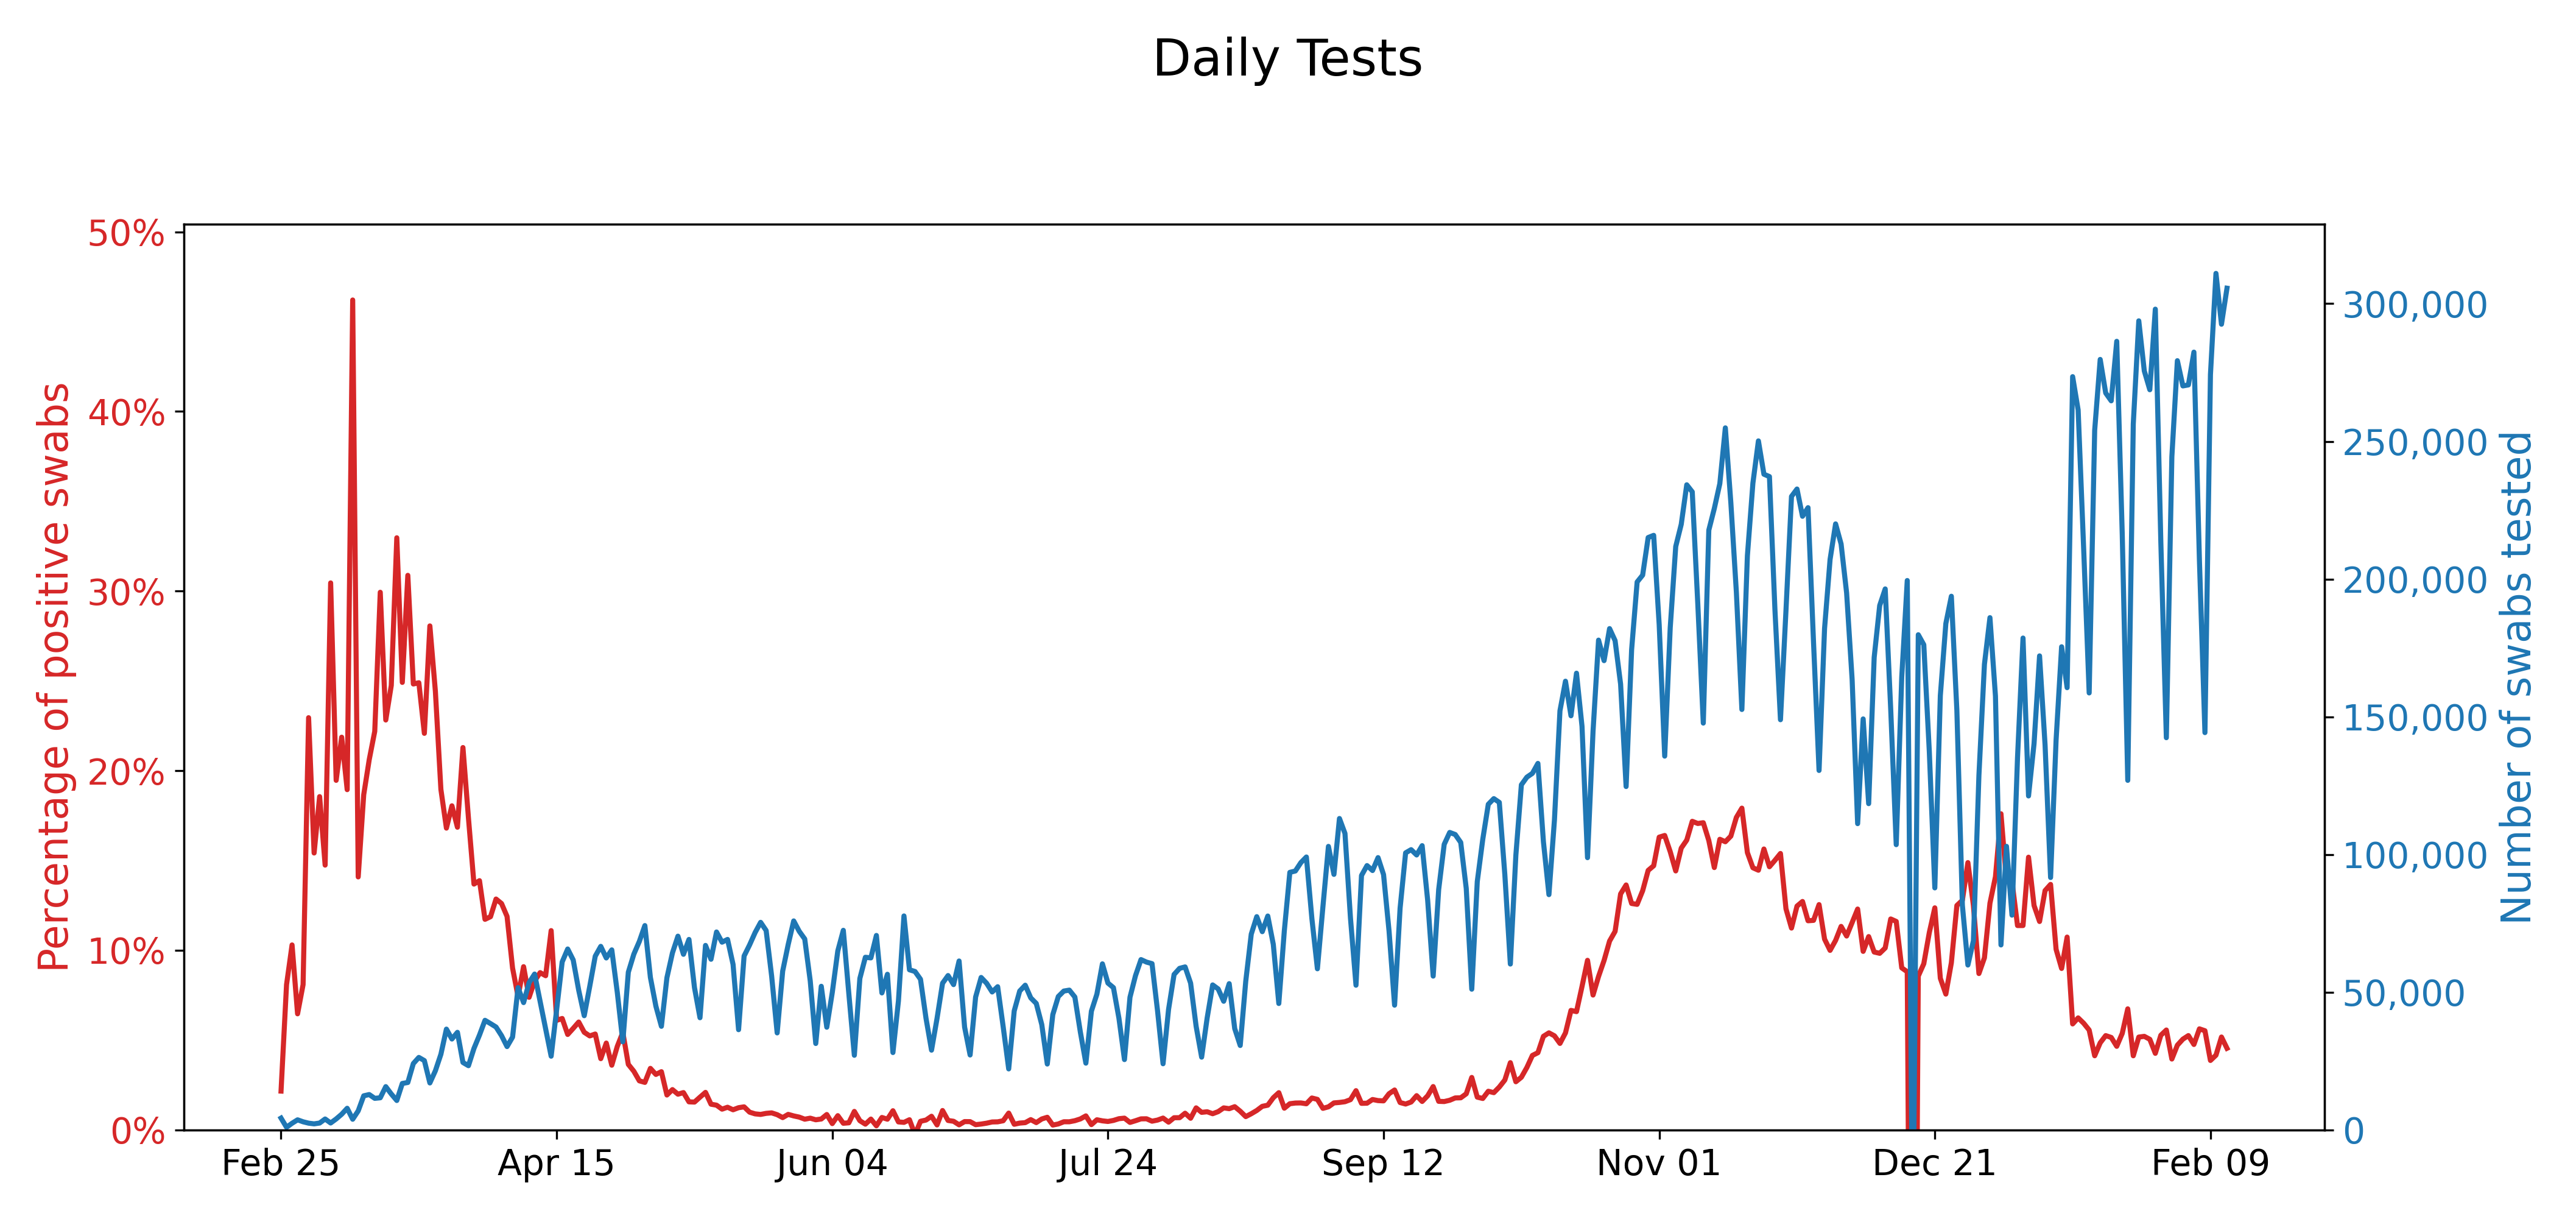 Daily Tests
Percentage of positive swabs
50%
40%
30%
20%
10%
0%
300,000
250,000
200,000
150,000
100,000
50,000
0
Number of swabs tested
Feb 25
Apr 15
Jun 04
Jul 24
Sep 12
Nov 01
Dec 21
Feb 09